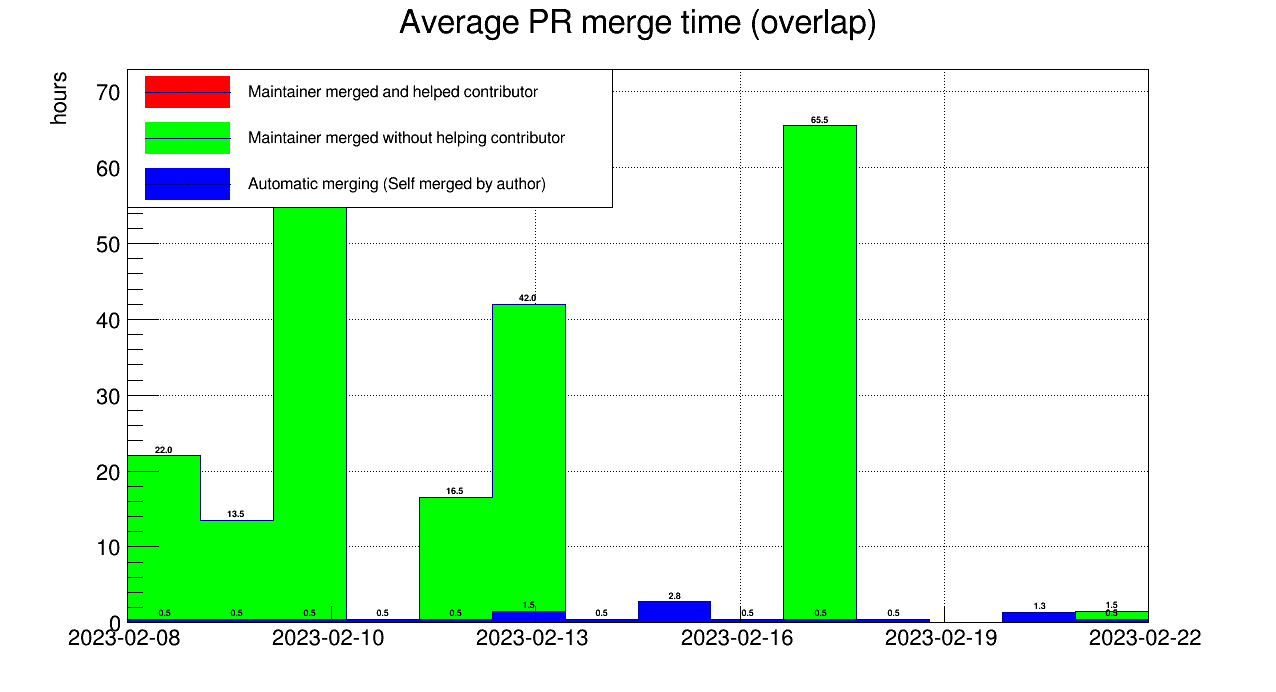 Average PR merge time (overlap)
hours
70
60
50
40
30
20
10
0
Maintainer merged and helped contributor
Maintainer merged without helping contributor
Automatic merging (Self merged by author)
65.5
42.0
22.0
16.5
13.5
2.8
0.5 0.5 0.5 0.5 0.5 1.5 0.5 0.5 0.5 0.5 1.3 1.5
0.5
2023-02-08 2023-02-10 2023-02-13 2023-02-16 2023-02-19 2023-02-22